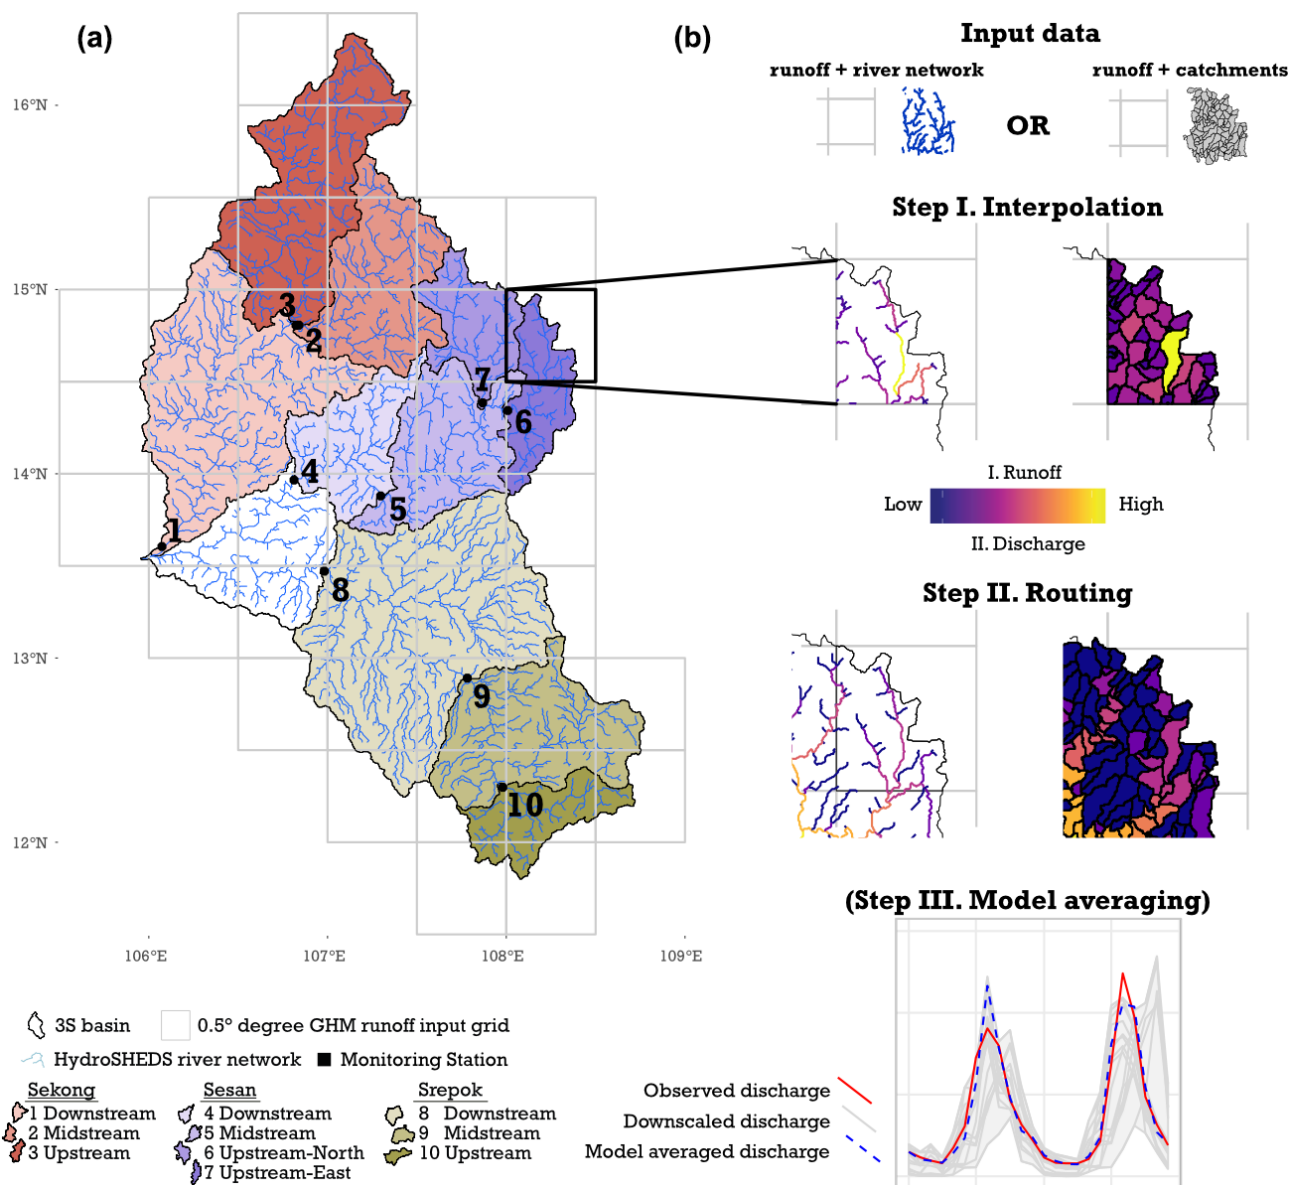 (a)
16°N
15°N
14°N
13°N
12°N
106°E
107°E
108°E
109°E
3
2
7
6
4
5
1
8
9
10
3S basin
0.5° degree GHM runoff input grid
HydroSHEDS river network
Monitoring Station
Sekong
1 Downstream
2 Midstream
3 Upstream
Sesan
4 Downstream
5 Midstream
6 Upstream-North
7 Upstream-East
Srepok
8 Downstream
9 Midstream
10 Upstream
(b)
Input data
runoff + river network
runoff + catchments
OR
Step I. Interpolation
I. Runoff
Low
High
II. Discharge
Step II. Routing
(Step III. Model averaging)
Observed discharge
Downscaled discharge
Model averaged discharge